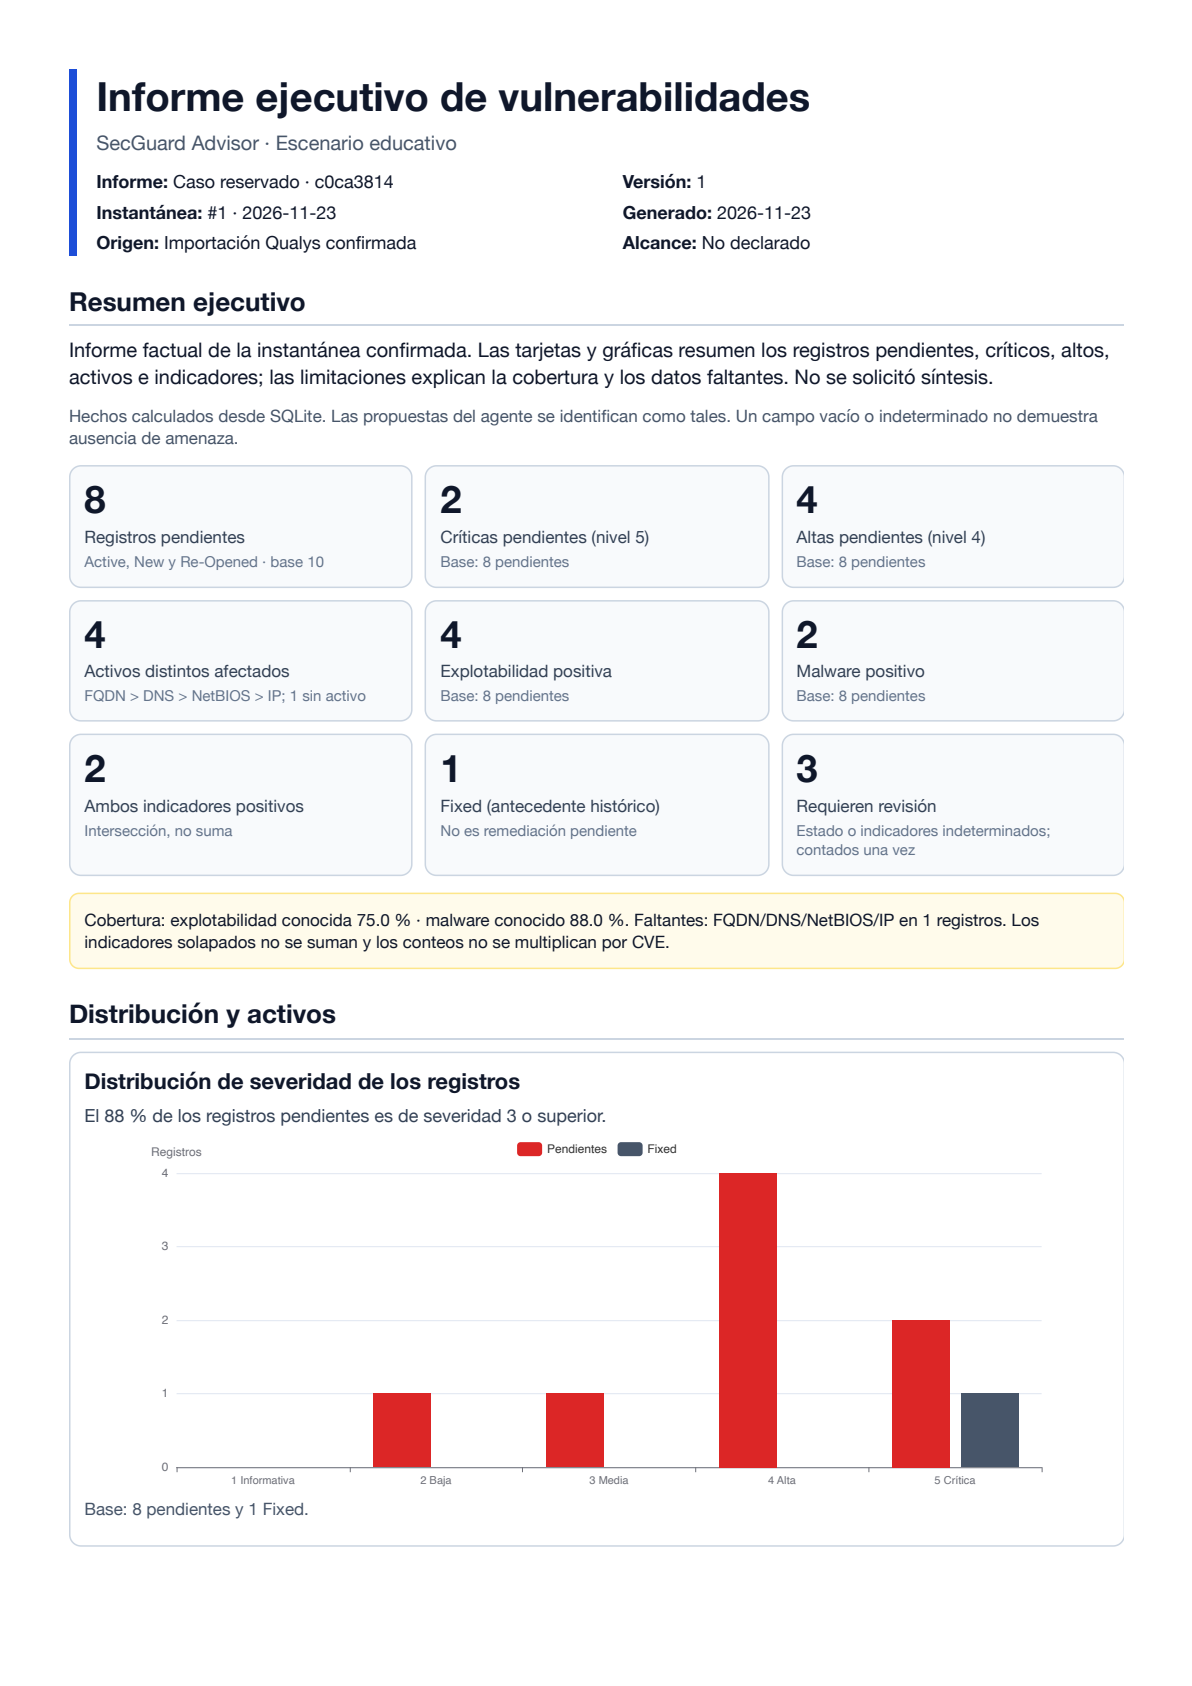 Informe ejecutivo de vulnerabilidades
SecGuard Advisor · Escenario educativo
Informe: Caso reservado · c0ca3814
Versión: 1
Instantánea: #1 · 2026-11-23
Generado: 2026-11-23
Origen: Importación Qualys confirmada
Alcance: No declarado
Resumen ejecutivo
Informe factual de la instantánea confirmada. Las tarjetas y gráficas resumen los registros pendientes, críticos, altos,
activos e indicadores; las limitaciones explican la cobertura y los datos faltantes. No se solicitó síntesis.
Hechos calculados desde SQLite. Las propuestas del agente se identifican como tales. Un campo vacío o indeterminado no demuestra
ausencia de amenaza.
8
Registros pendientes
Active, New y Re-Opened · base 10
2
Críticas pendientes (nivel 5)
Base: 8 pendientes
4
Altas pendientes (nivel 4)
Base: 8 pendientes
4
Activos distintos afectados
FQDN > DNS > NetBIOS > IP; 1 sin activo
4
Explotabilidad positiva
Base: 8 pendientes
2
Malware positivo
Base: 8 pendientes
2
Ambos indicadores positivos
Intersección, no suma
1
Fixed (antecedente histórico)
No es remediación pendiente
3
Requieren revisión
Estado o indicadores indeterminados;
contados una vez
Cobertura: explotabilidad conocida 75.0 % · malware conocido 88.0 %. Faltantes: FQDN/DNS/NetBIOS/IP en 1 registros. Los
indicadores solapados no se suman y los conteos no se multiplican por CVE.
Distribución y activos
Distribución de severidad de los registros
El 88 % de los registros pendientes es de severidad 3 o superior.
Registros
Pendientes
Fixed
4
3
2
1
0
1 Informativa
2 Baja
3 Media
4 Alta
5 Crítica
Base: 8 pendientes y 1 Fixed.